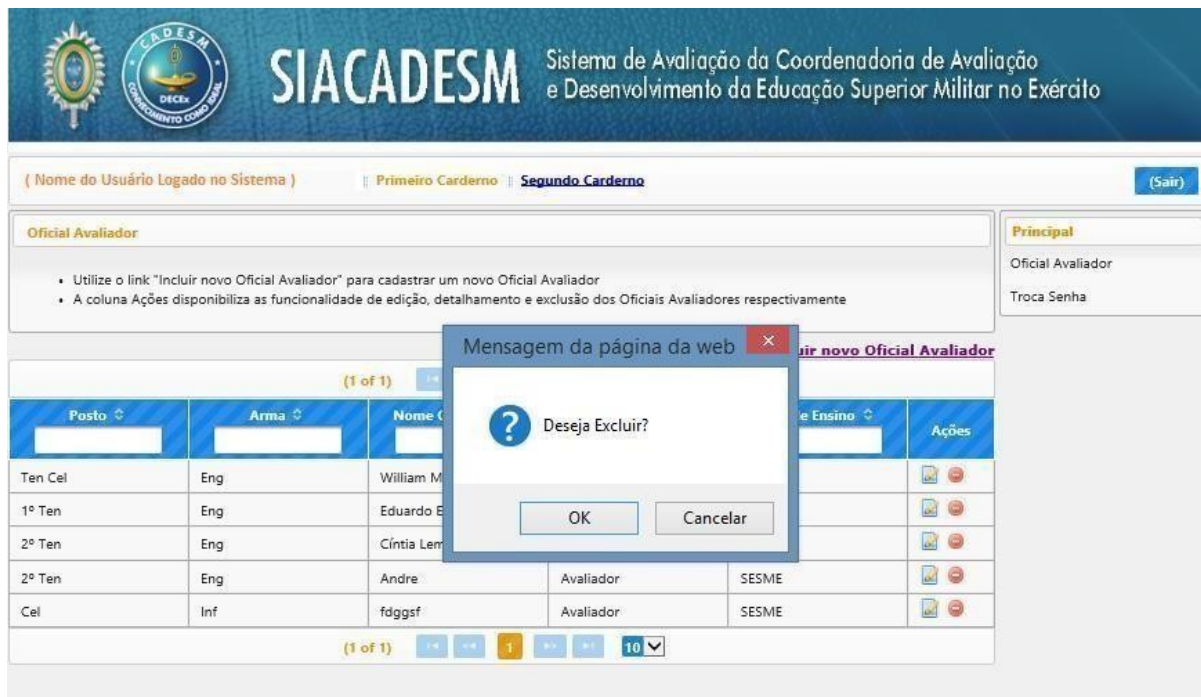 CADESM
DECEx
CONHECIMENTO COMO IDEAL
SIACADESM
Sistema de Avaliação da Coordenadoria de Avaliação
e Desenvolvimento da Educação Superior Militar no Exército
( Nome do Usuário Logado no Sistema ) Primeiro Carderno Segundo Carderno (Sair)
Oficial Avaliador
• Utilize o link "Incluir novo Oficial Avaliador" para cadastrar um novo Oficial Avaliador
• A coluna Ações disponibiliza as funcionalidade de edição, detalhamento e exclusão dos Oficiais Avaliadores respectivamente
Principal
Oficial Avaliador
Troca Senha
Mensagem da página da web
Deseja Excluir?
OK Cancelar
uir novo Oficial Avaliador
(1 of 1)
Posto Arma Nome e Ensino Ações
Ten Cel Eng William M
1º Ten Eng Eduardo E
2º Ten Eng Cíntia Lem
2º Ten Eng Andre Avaliador SESME
Cel Inf fdggsf Avaliador SESME
(1 of 1) 1 10